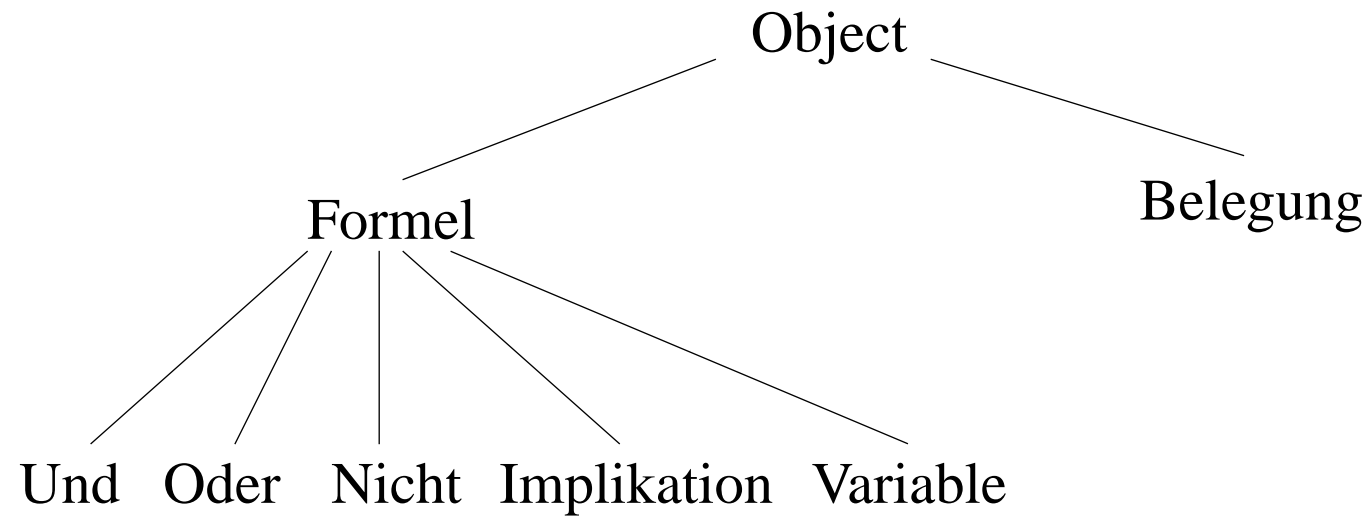 Object
Formel
Belegung
Und Oder Nicht Implikation Variable